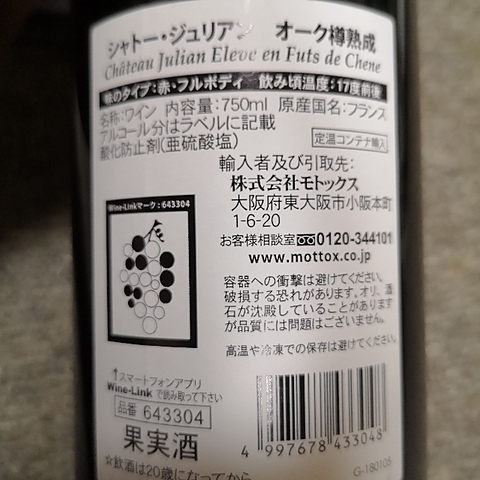 シャトー・ジュリアン オーク樽熟成
Château Julian Eleve en Futs de Chene
味のタイプ:赤・フルボディ 飲み頃温度:17度前後
名称:ワイン 内容量:750ml 原産国名:フランス
アルコール分はラベルに記載
酸化防止剤(亜硫酸塩)
定温コンテナ輸入
輸入者及び引取先:
株式会社モトックス
大阪府東大阪市小阪本町
1-6-20
お客様相談室 0120-344101
www.mottox.co.jp
Wine-Linkマーク:643304
容器への衝撃は避けてください。
破損する恐れがあります。オリ、酒
石が沈殿していることがあります
が品質には問題はございません。
高温や冷凍での保存は避けてください。
↑スマートフォンアプリ
Wine-Link で読み取って下さい
品番 643304
果実酒
4 997678 433048
☆飲酒は20歳になってから
G-180105